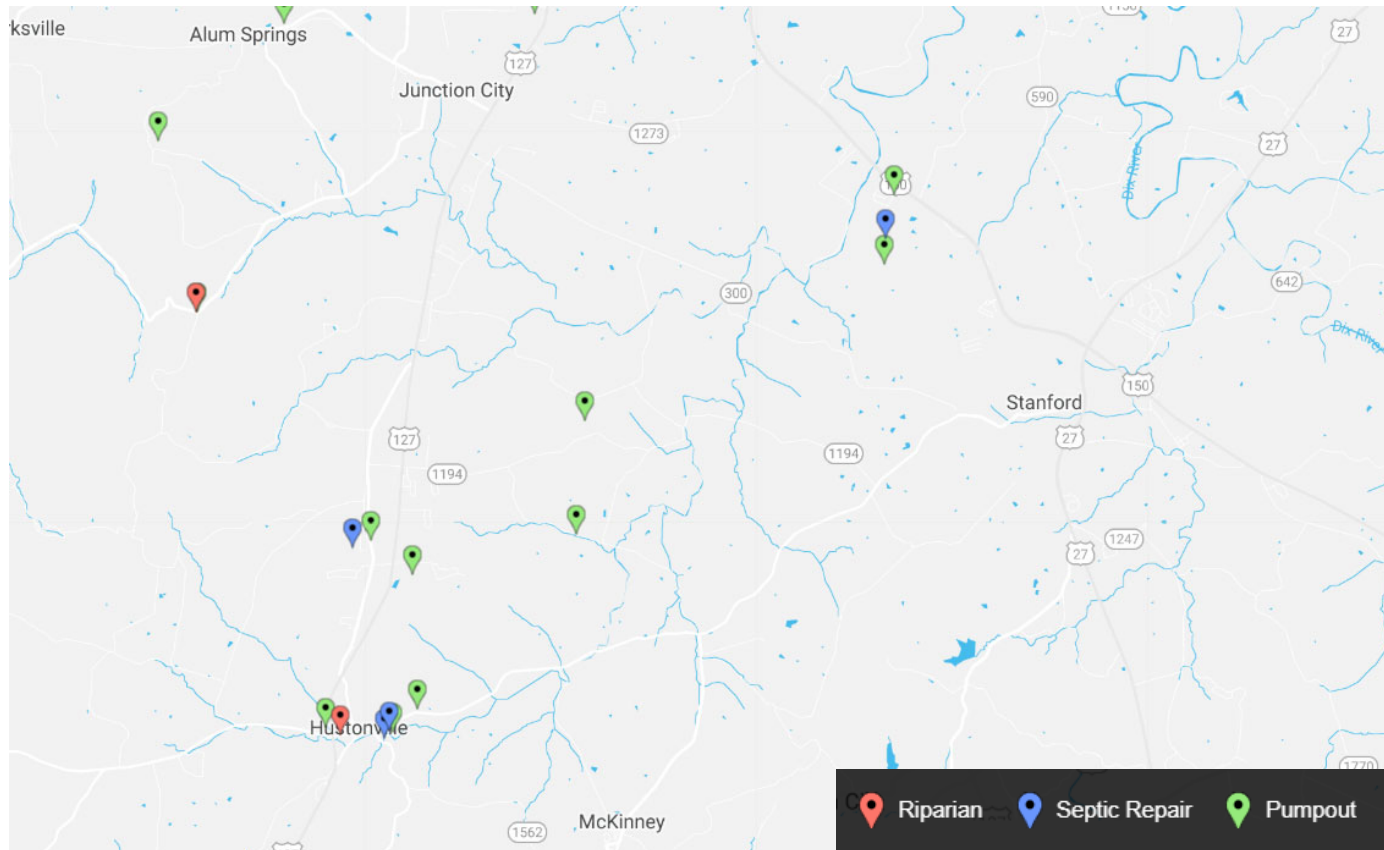 rksville
Alum Springs
Junction City
127
1273
590
27
27
Dix River
150
300
642
Dix River
150
Stanford
27
127
1194
1194
27
1247
Hustonville
1770
McKinney
1562
Riparian
Septic Repair
Pumpout